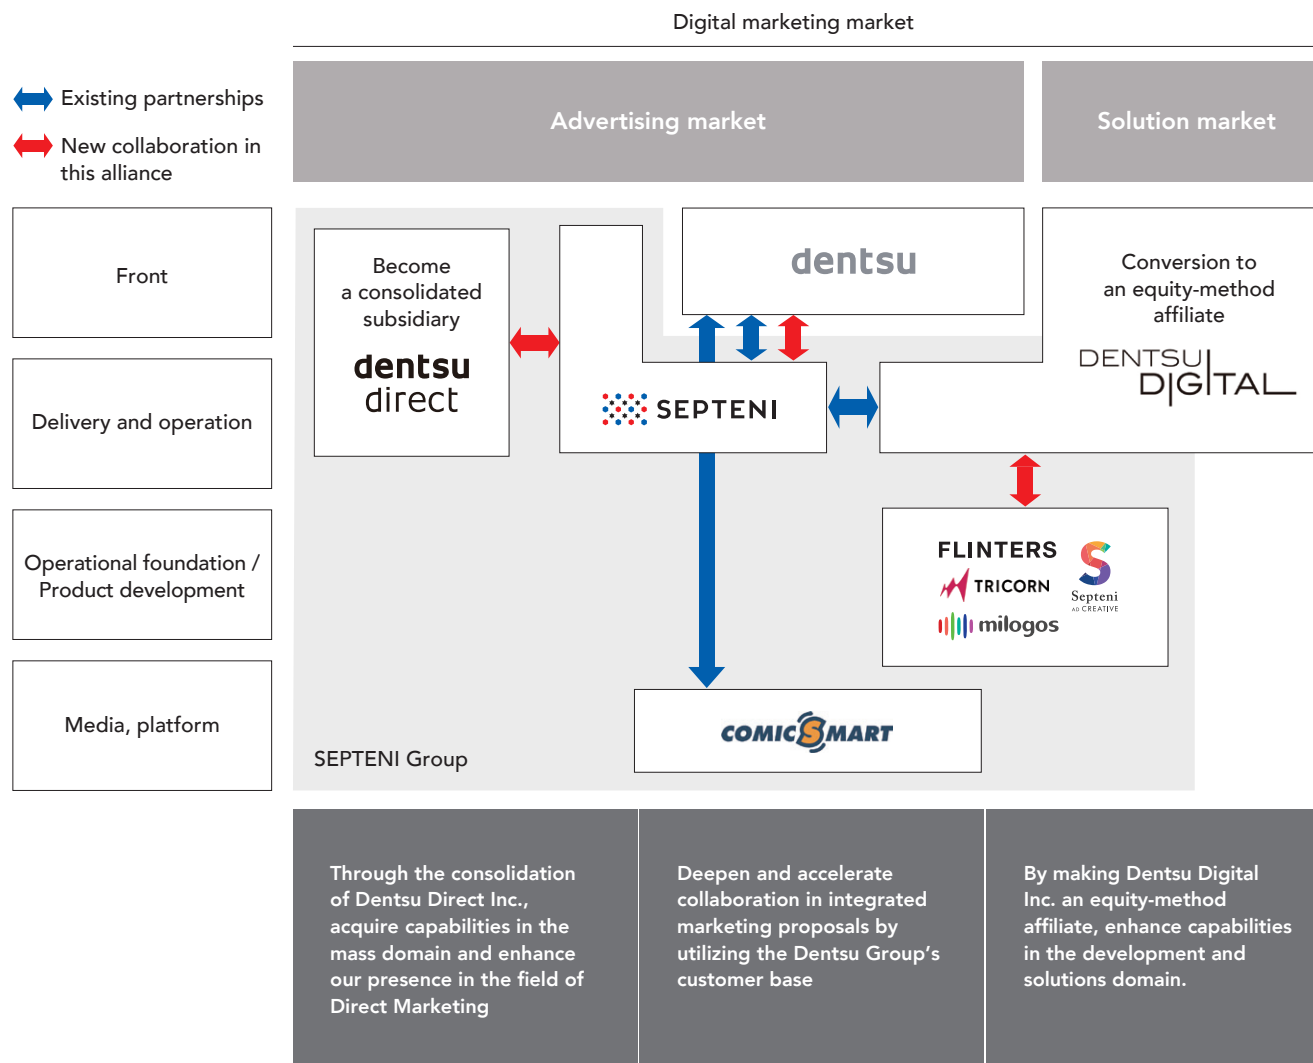 Digital marketing market
Existing partnerships
New collaboration in
this alliance
Advertising market
Solution market
Front
Delivery and operation
Operational foundation /
Product development
Media, platform
Become
a consolidated
subsidiary
dentsu
direct
dentsu
Conversion to
an equity-method
affiliate
DENTSU
DIGITAL
SEPTENI
FLINTERS
TRICORN
milogos
Septeni
AD CREATIVE
COMICSMART
SEPTENI Group
Through the consolidation
of Dentsu Direct Inc.,
acquire capabilities in the
mass domain and enhance
our presence in the field of
Direct Marketing
Deepen and accelerate
collaboration in integrated
marketing proposals by
utilizing the Dentsu Group’s
customer base
By making Dentsu Digital
Inc. an equity-method
affiliate, enhance capabilities
in the development and
solutions domain.